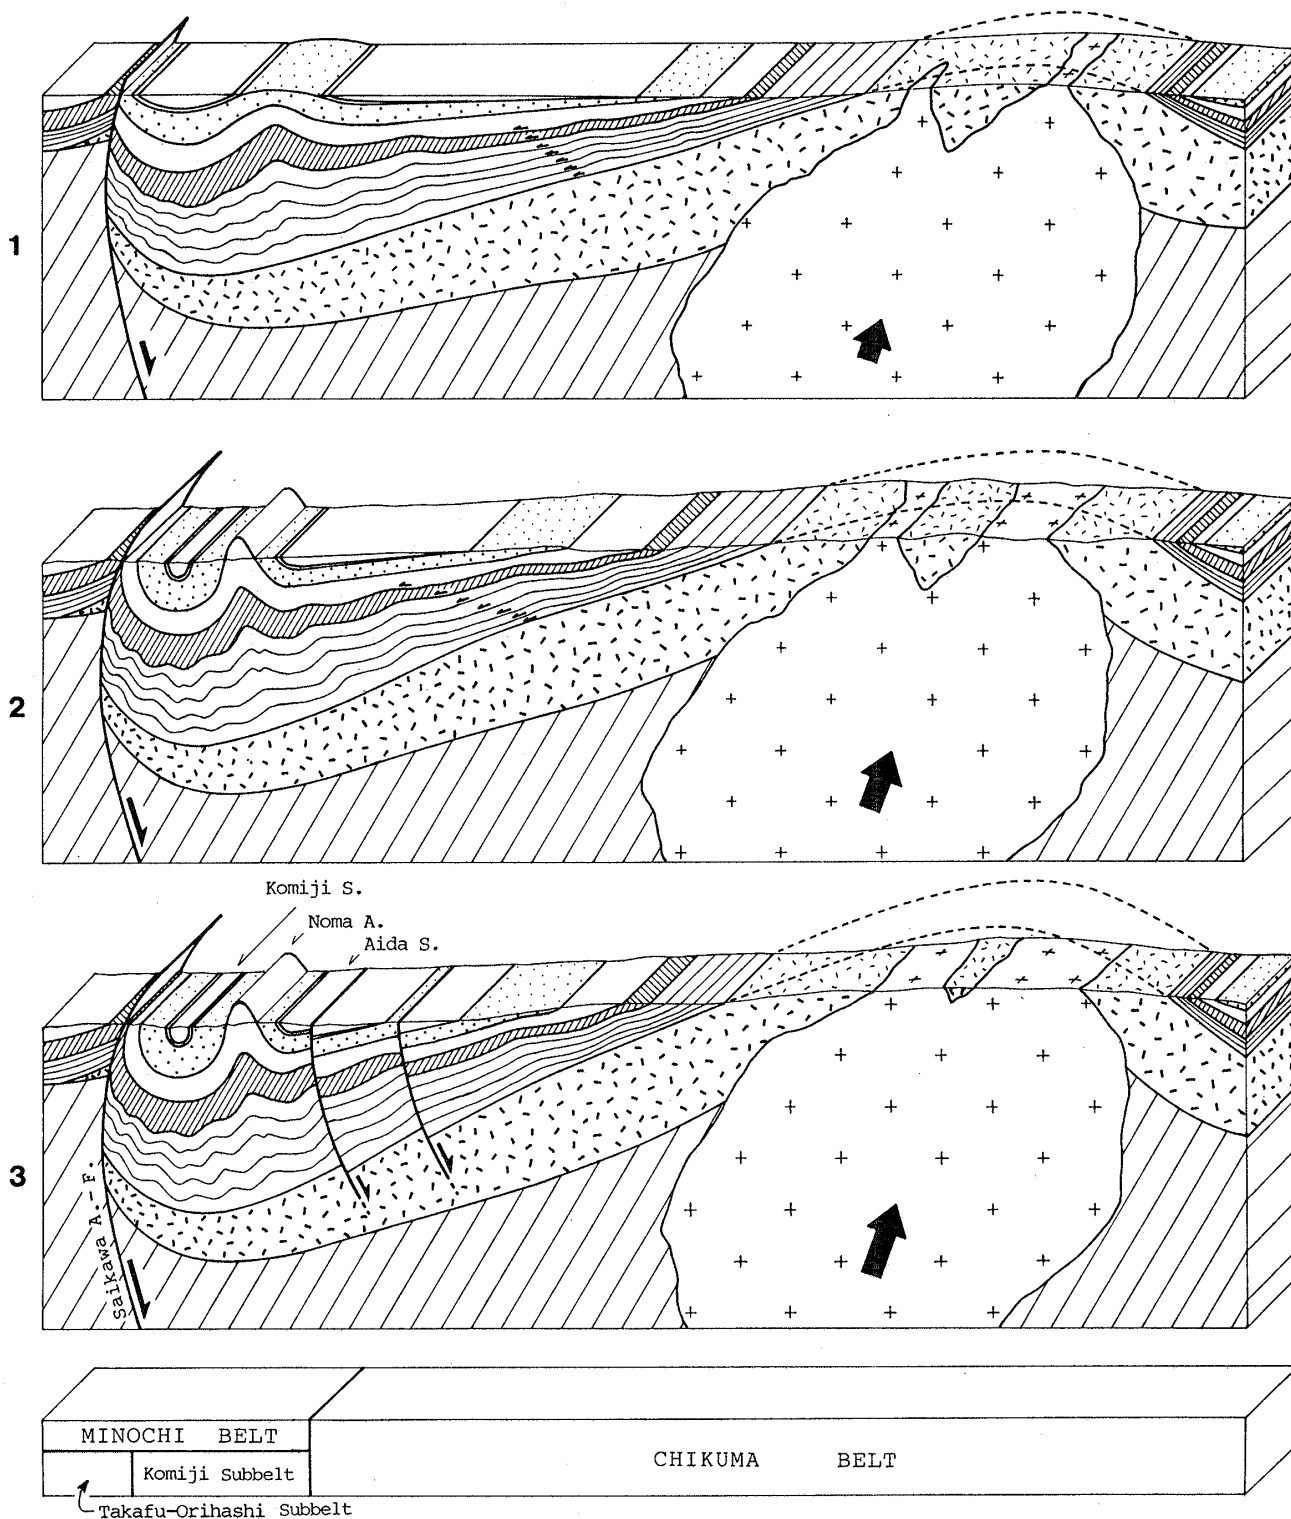 1
2
Komiji S.
Noma A.
Aida S.
3
Saikawa A.-F.
MINOCHI BELT
CHIKUMA BELT
Komiji Subbelt
Takafu-Orihashi Subbelt